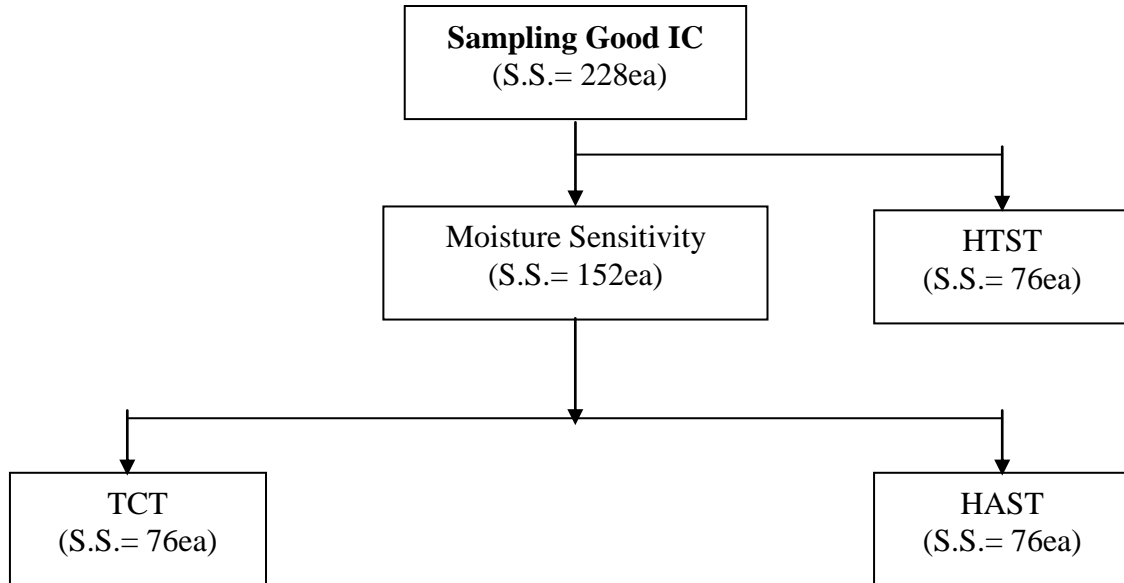 Sampling Good IC
(S.S.= 228ea)
Moisture Sensitivity
(S.S.= 152ea)
HTST
(S.S.= 76ea)
TCT
(S.S.= 76ea)
HAST
(S.S.= 76ea)